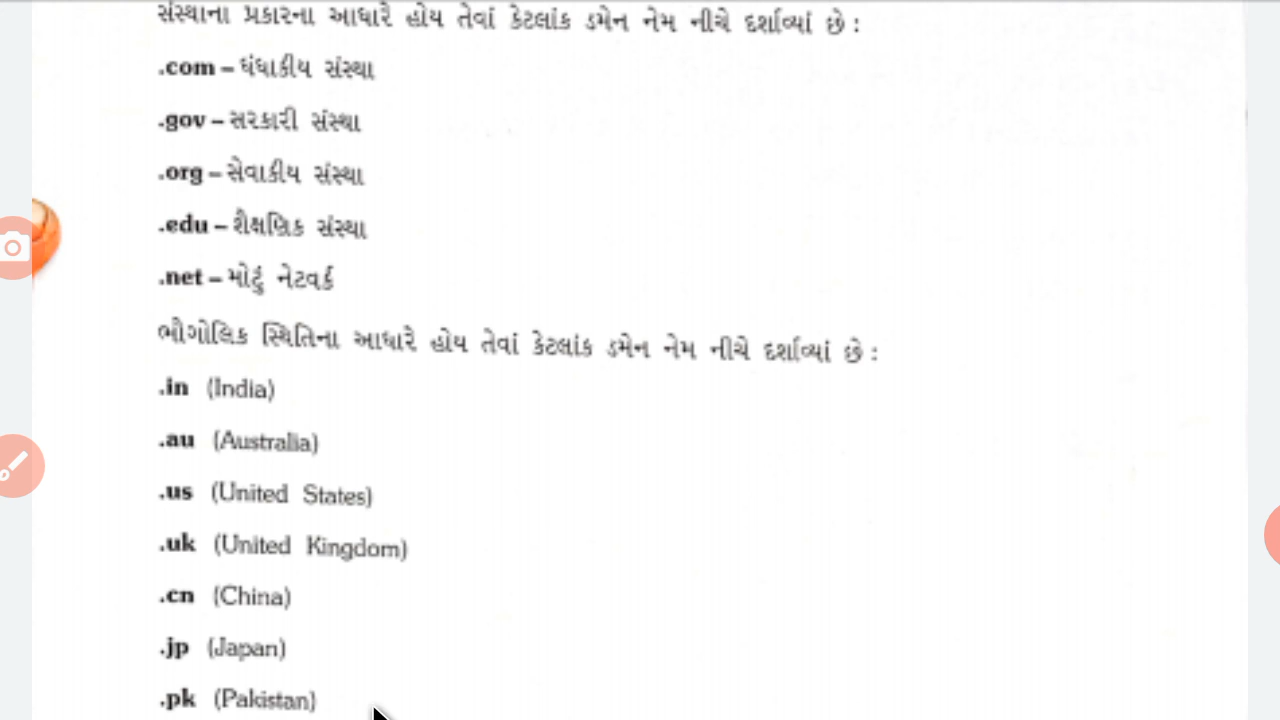 સંસ્થાના પ્રકારના આધારે હોય તેવાં કેટલાંક ડમેન નેમ નીચે દર્શાવ્યાં છે :
.com – ધંધાકીય સંસ્થા
.gov – સરકારી સંસ્થા
.org – સેવાકીય સંસ્થા
.edu – શૈક્ષણિક સંસ્થા
.net – મોટું નેટવર્ક
ભૌગોલિક સ્થિતિના આધારે હોય તેવાં કેટલાંક ડમેન નેમ નીચે દર્શાવ્યાં છે :
.in (India)
.au (Australia)
.us (United States)
.uk (United Kingdom)
.cn (China)
.jp (Japan)
.pk (Pakistan)